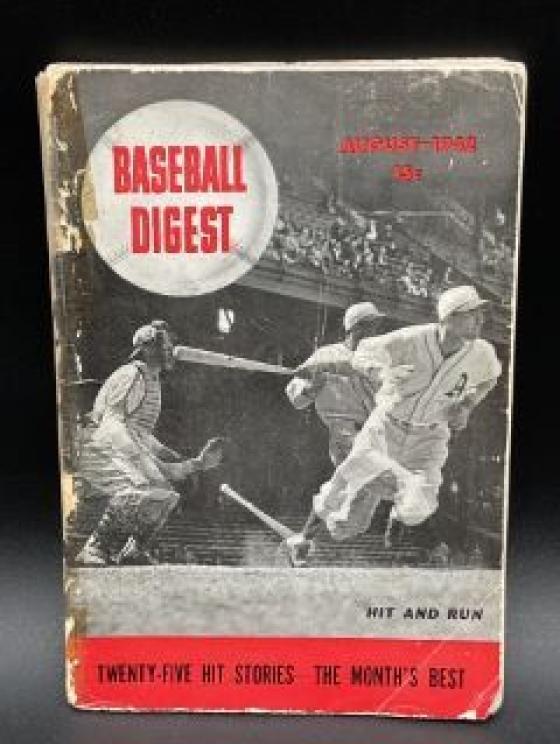 BASEBALL
DIGEST
AUGUST
15¢
A
HIT AND RUN
TWENTY-FIVE HIT STORIES THE MONTH'S BEST